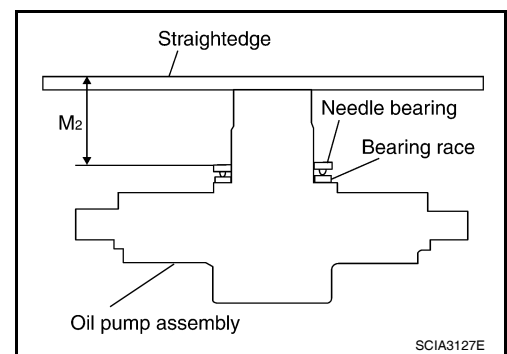 Straightedge
M2
Needle bearing
Bearing race
Oil pump assembly
SCIA3127E